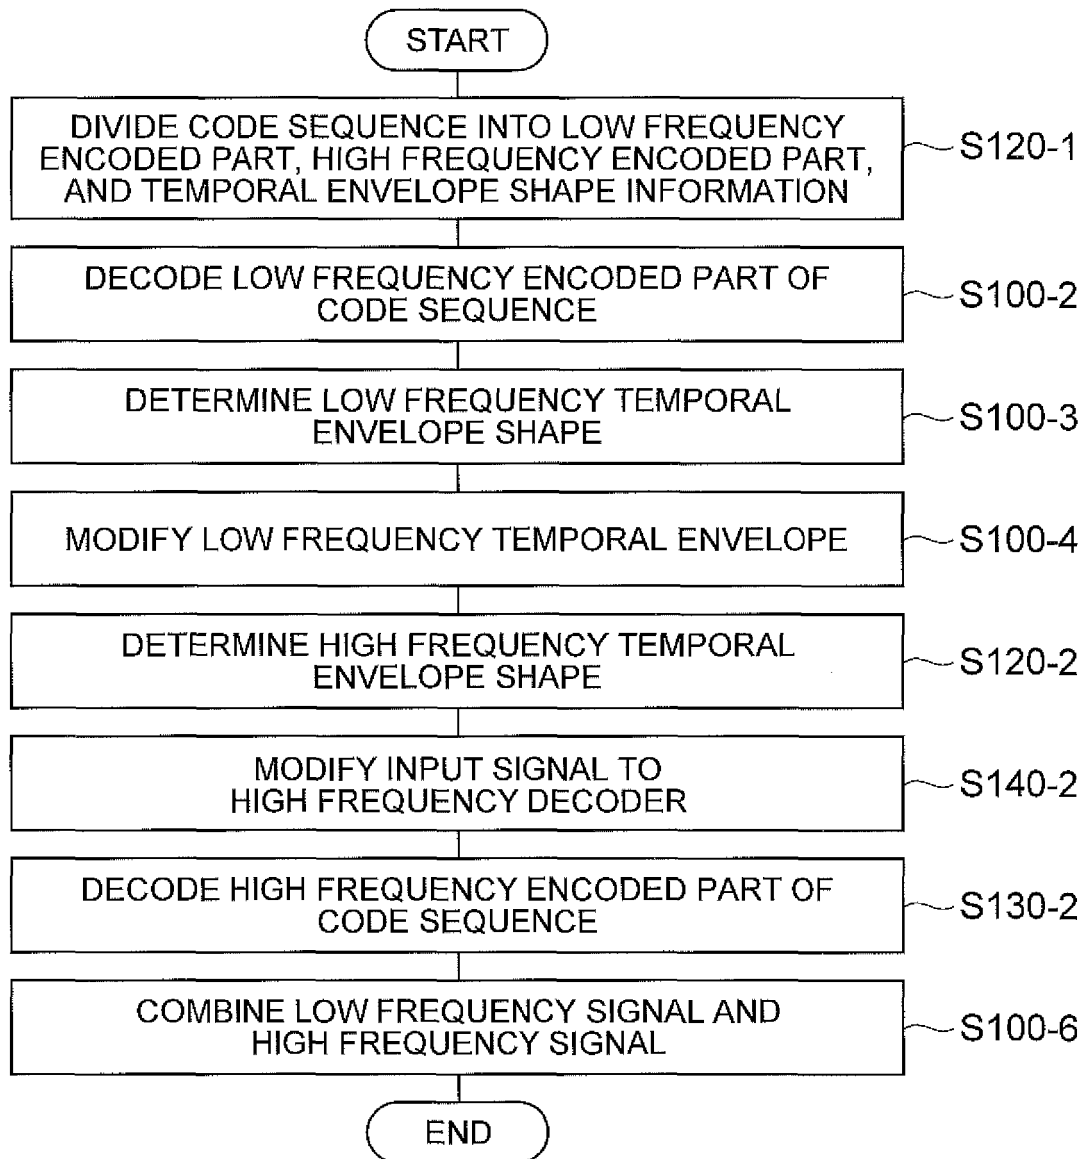 START
DIVIDE CODE SEQUENCE INTO LOW FREQUENCY
ENCODED PART, HIGH FREQUENCY ENCODED PART,
AND TEMPORAL ENVELOPE SHAPE INFORMATION
S120-1
DECODE LOW FREQUENCY ENCODED PART OF
CODE SEQUENCE
S100-2
DETERMINE LOW FREQUENCY TEMPORAL
ENVELOPE SHAPE
S100-3
MODIFY LOW FREQUENCY TEMPORAL ENVELOPE
S100-4
DETERMINE HIGH FREQUENCY TEMPORAL
ENVELOPE SHAPE
S120-2
MODIFY INPUT SIGNAL TO
HIGH FREQUENCY DECODER
S140-2
DECODE HIGH FREQUENCY ENCODED PART OF
CODE SEQUENCE
S130-2
COMBINE LOW FREQUENCY SIGNAL AND
HIGH FREQUENCY SIGNAL
S100-6
END